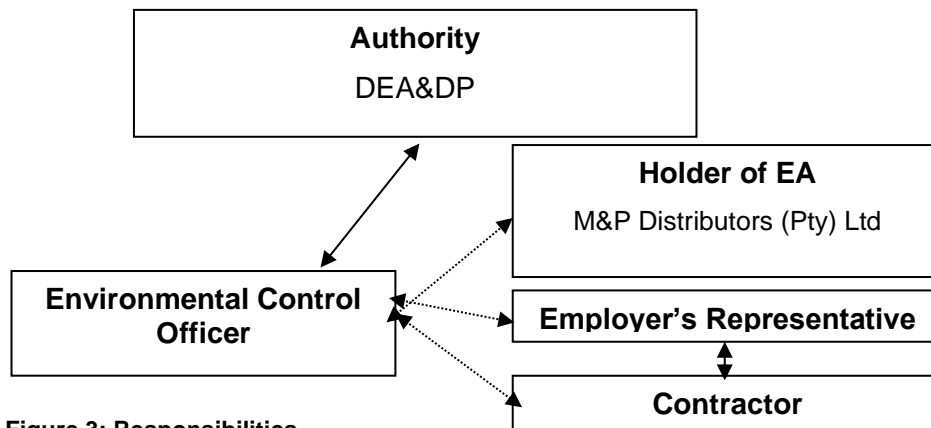 Authority
DEA&DP
Holder of EA
M&P Distributors (Pty) Ltd
Environmental Control
Officer
Employer's Representative
Contractor
Figure 3: Responsibilities